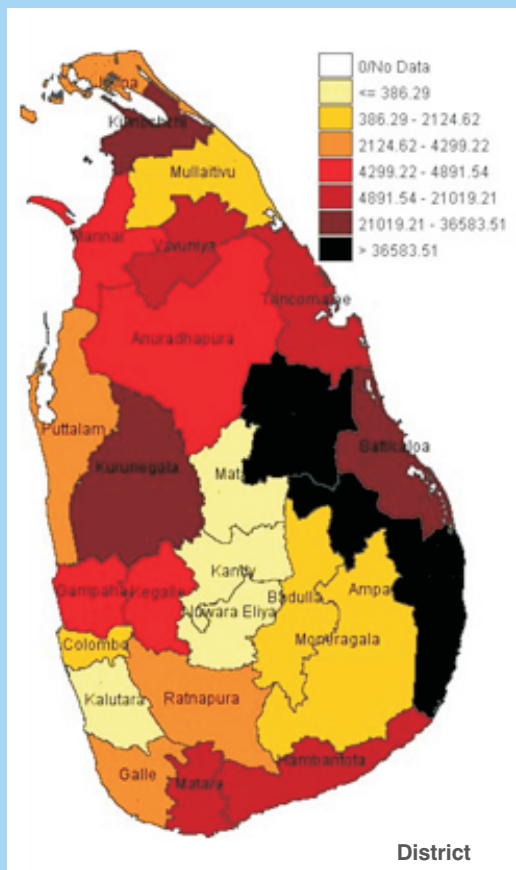 0/No Data
<= 386.29
386.29 - 2124.62
2124.62 - 4299.22
4299.22 - 4891.54
4891.54 - 21019.21
21019.21 - 36583.51
> 36583.51
Mullaitivu
Mannar
Vavuniya
Trincomalee
Anuradhapura
Puttalam
Batticaloa
Kurunegala
Mat
Kandy
Gampaha
Kegalle
Ampa
Badulla
Nuwara Eliya
Moneragala
Colombo
Kalutara
Ratnapura
Hambantota
Galle
Matara
District